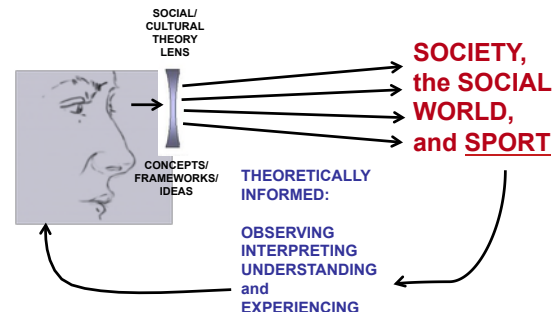 SOCIAL/
CULTURAL
THEORY
LENS
SOCIETY,
the SOCIAL
WORLD,
and SPORT
CONCEPTS/
FRAMEWORKS/
IDEAS
THEORETICALLY
INFORMED:
OBSERVING
INTERPRETING
UNDERSTANDING
and
EXPERIENCING